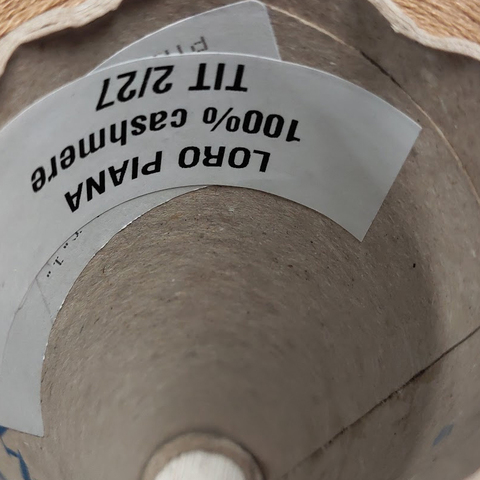 LORO PIANA
100% cashmere
TIT 2/27